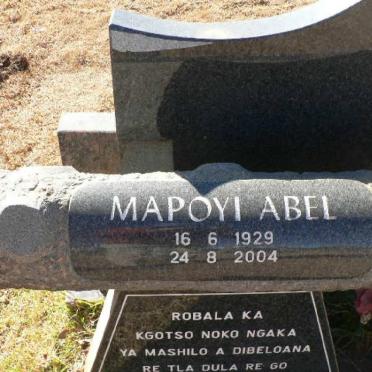 MAPOYI ABEL
16 6 1929
24 8 2004
ROBALA KA
KGOTSO NOKO NGAKA
YA MASHILO A DIBELOANA
RE TLA DULA RE GO